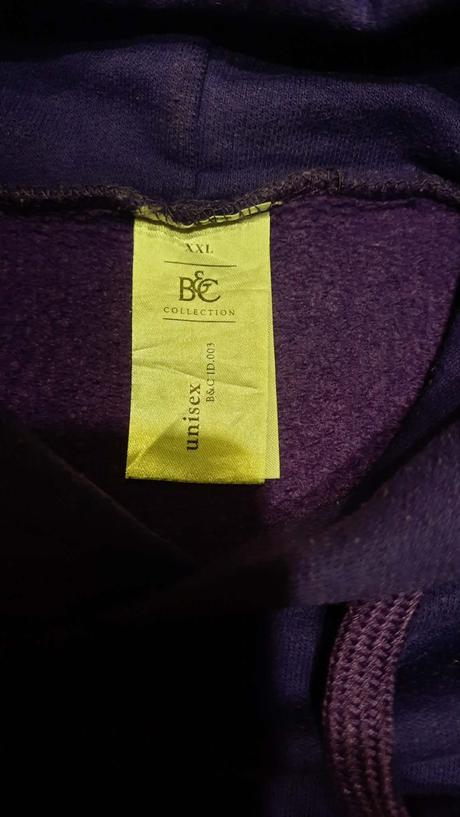 XXL
B&C
COLLECTION
unisex
B&C ID.003